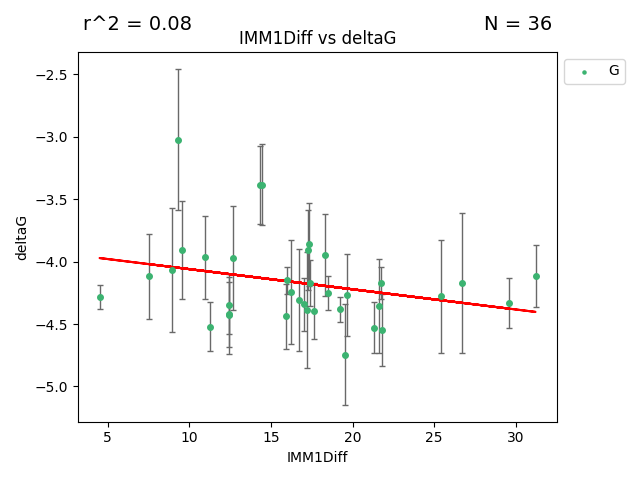 r^2 = 0.08
N = 36
IMM1Diff vs deltaG
G
−2.5
−3.0
−3.5
−4.0
−4.5
−5.0
deltaG
5 10 15 20 25 30
IMM1Diff